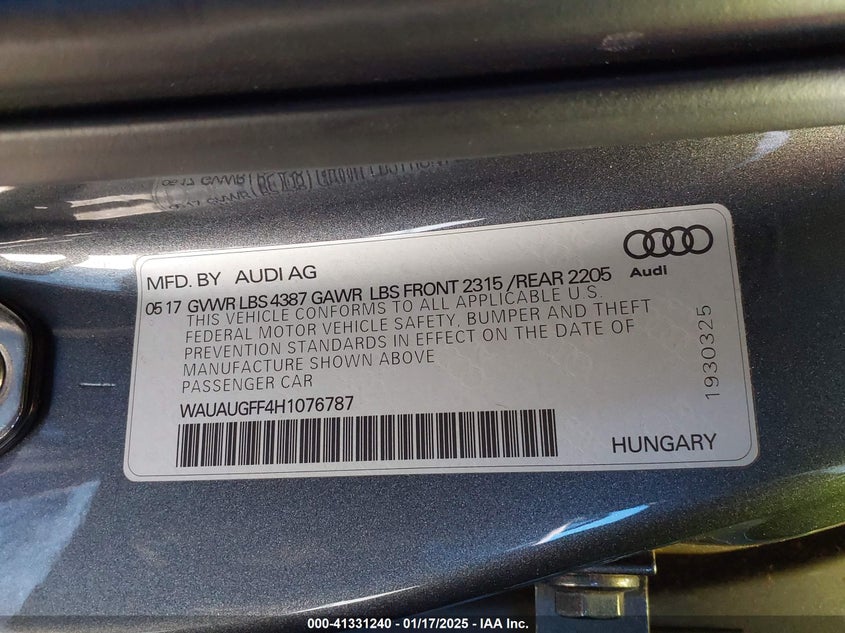 MFD. BY AUDI AG
Audi
05 17 GVWR LBS 4387 GAWR LBS FRONT 2315 /REAR 2205
THIS VEHICLE CONFORMS TO ALL APPLICABLE U.S.
FEDERAL MOTOR VEHICLE SAFETY, BUMPER AND THEFT
PREVENTION STANDARDS IN EFFECT ON THE DATE OF
MANUFACTURE SHOWN ABOVE
PASSENGER CAR
1930325
WAUAUGFF4H1076787
HUNGARY
000-41331240 - 01/17/2025 - IAA Inc.